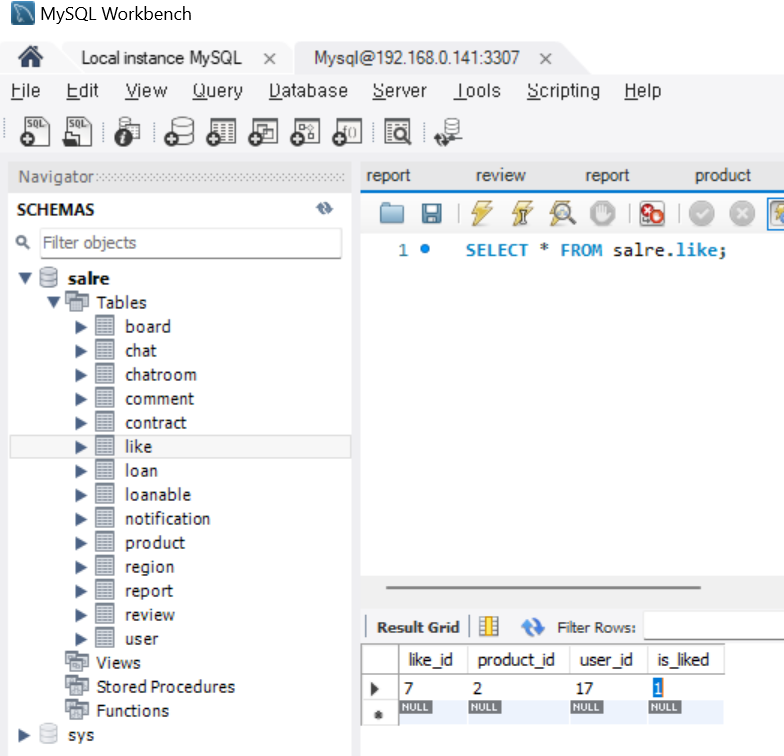 MySQL Workbench
Local instance MySQL
Mysql@192.168.0.141:3307
File Edit View Query Database Server Tools Scripting Help
Navigator
report review report product
SCHEMAS
Filter objects
1 SELECT * FROM salre.like;
salre
Tables
board
chat
chatroom
comment
contract
like
loan
loanable
notification
product
region
report
review
user
Views
Stored Procedures
Functions
sys
Result Grid Filter Rows:
like_id product_id user_id is_liked
7 2 17 1
NULL NULL NULL NULL